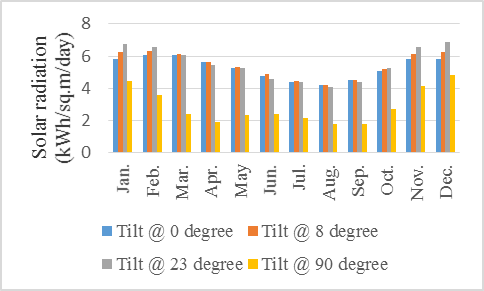 Solar radiation
(kWh/sq.m/day)
8
6
4
2
0
Jan.
Feb.
Mar.
Apr.
May
Jun.
Jul.
Aug.
Sep.
Oct.
Nov.
Dec.
Tilt @ 0 degree
Tilt @ 8 degree
Tilt @ 23 degree
Tilt @ 90 degree